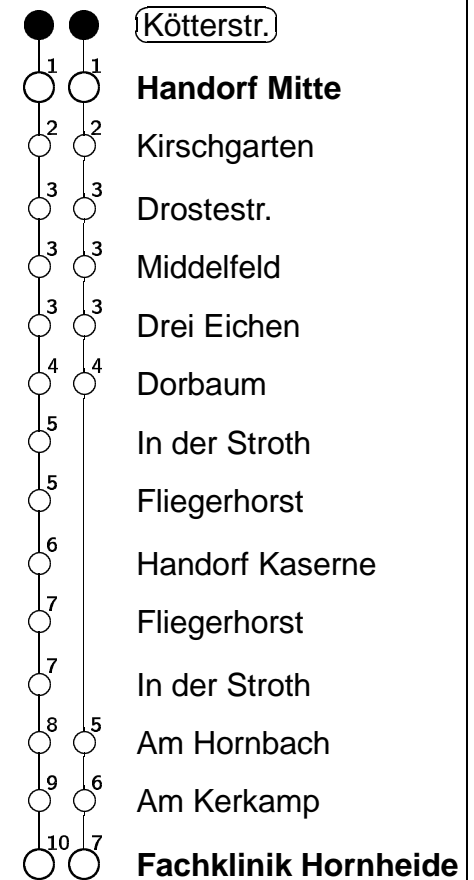 Kötterstr.
1 1 Handorf Mitte
2 2 Kirschgarten
3 3 Drostestr.
3 3 Middelfeld
3 3 Drei Eichen
4 4 Dorbaum
5 In der Stroth
5 Fliegerhorst
6 Handorf Kaserne
7 Fliegerhorst
7 In der Stroth
8 5 Am Hornbach
9 6 Am Kerkamp
10 7 Fachklinik Hornheide